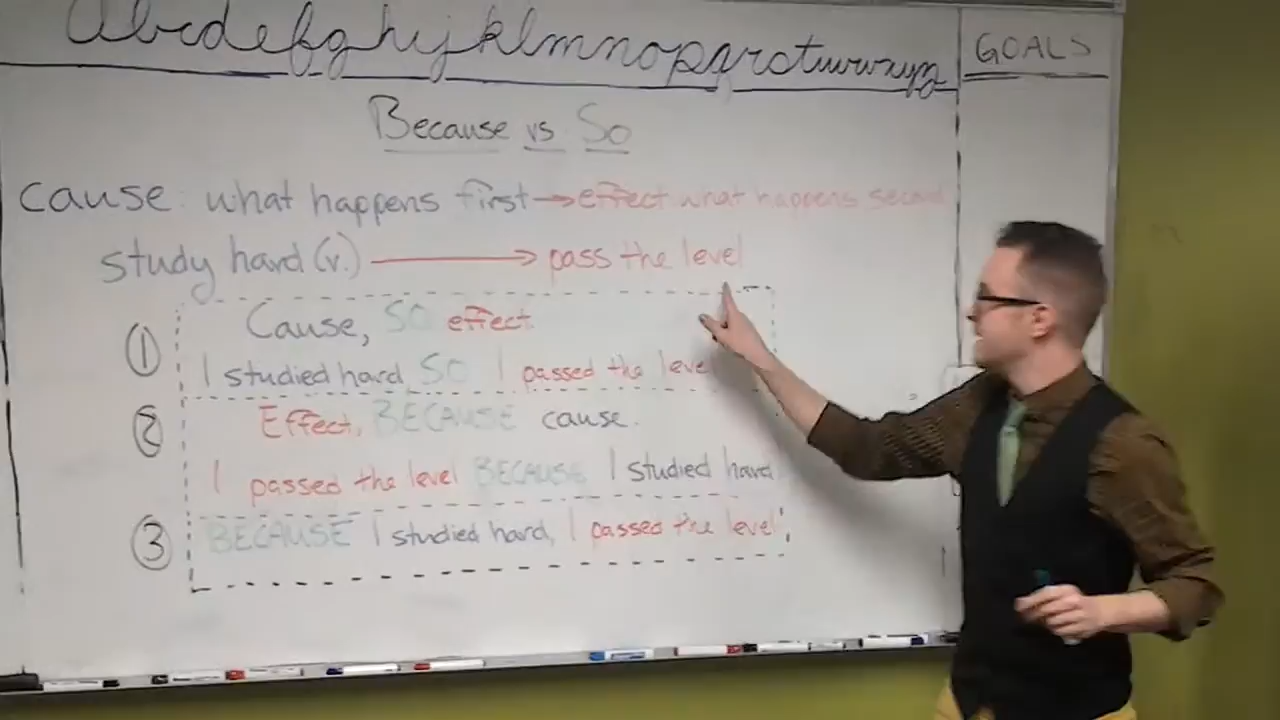 abcdefghijklmnopqrstuvwxyz
GOALS
Because vs So
cause: what happens first → effect what happens second
study hard (v.) → pass the level
① Cause, SO effect.
I studied hard SO I passed the level
② Effect, BECAUSE cause.
I passed the level BECAUSE I studied hard
③ BECAUSE I studied hard, I passed the level.